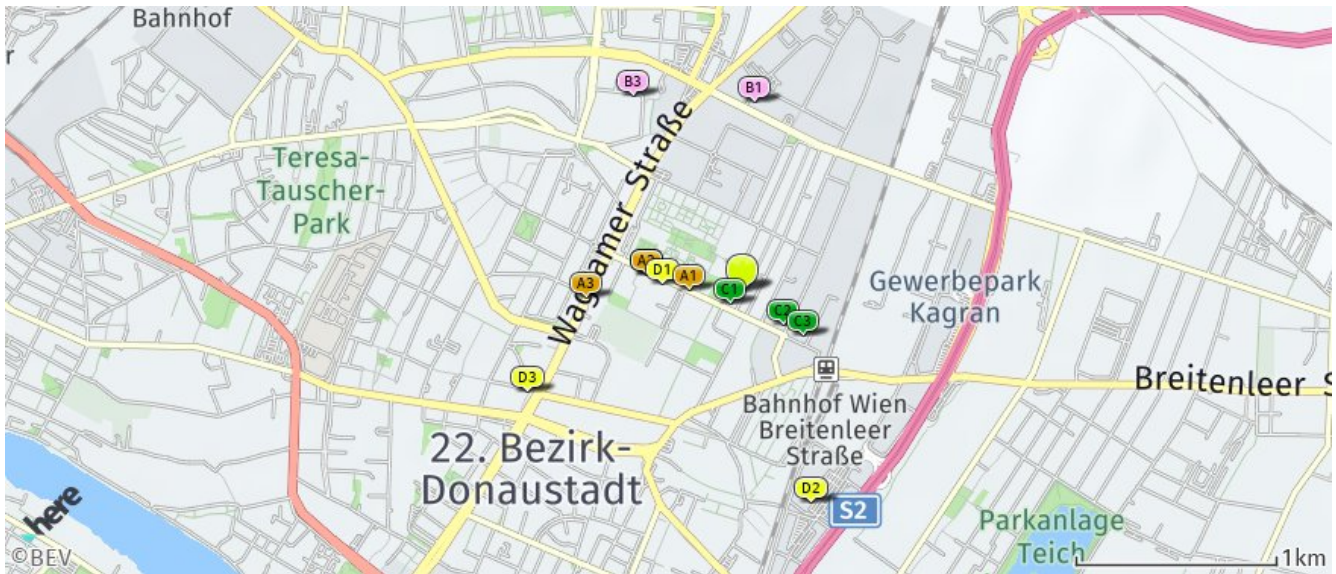 Bahnhof
r
B3
B1
Wagramer Straße
Teresa-
Tauscher-
Park
A2
D1
A1
A3
C1
C2
C3
Gewerbepark
Kagran
D3
Breitenleer S
Bahnhof Wien
Breitenleer
Straße
22. Bezirk-
Donaustadt
D2
S2
Parkanlage
Teich
here
©BEV
1km